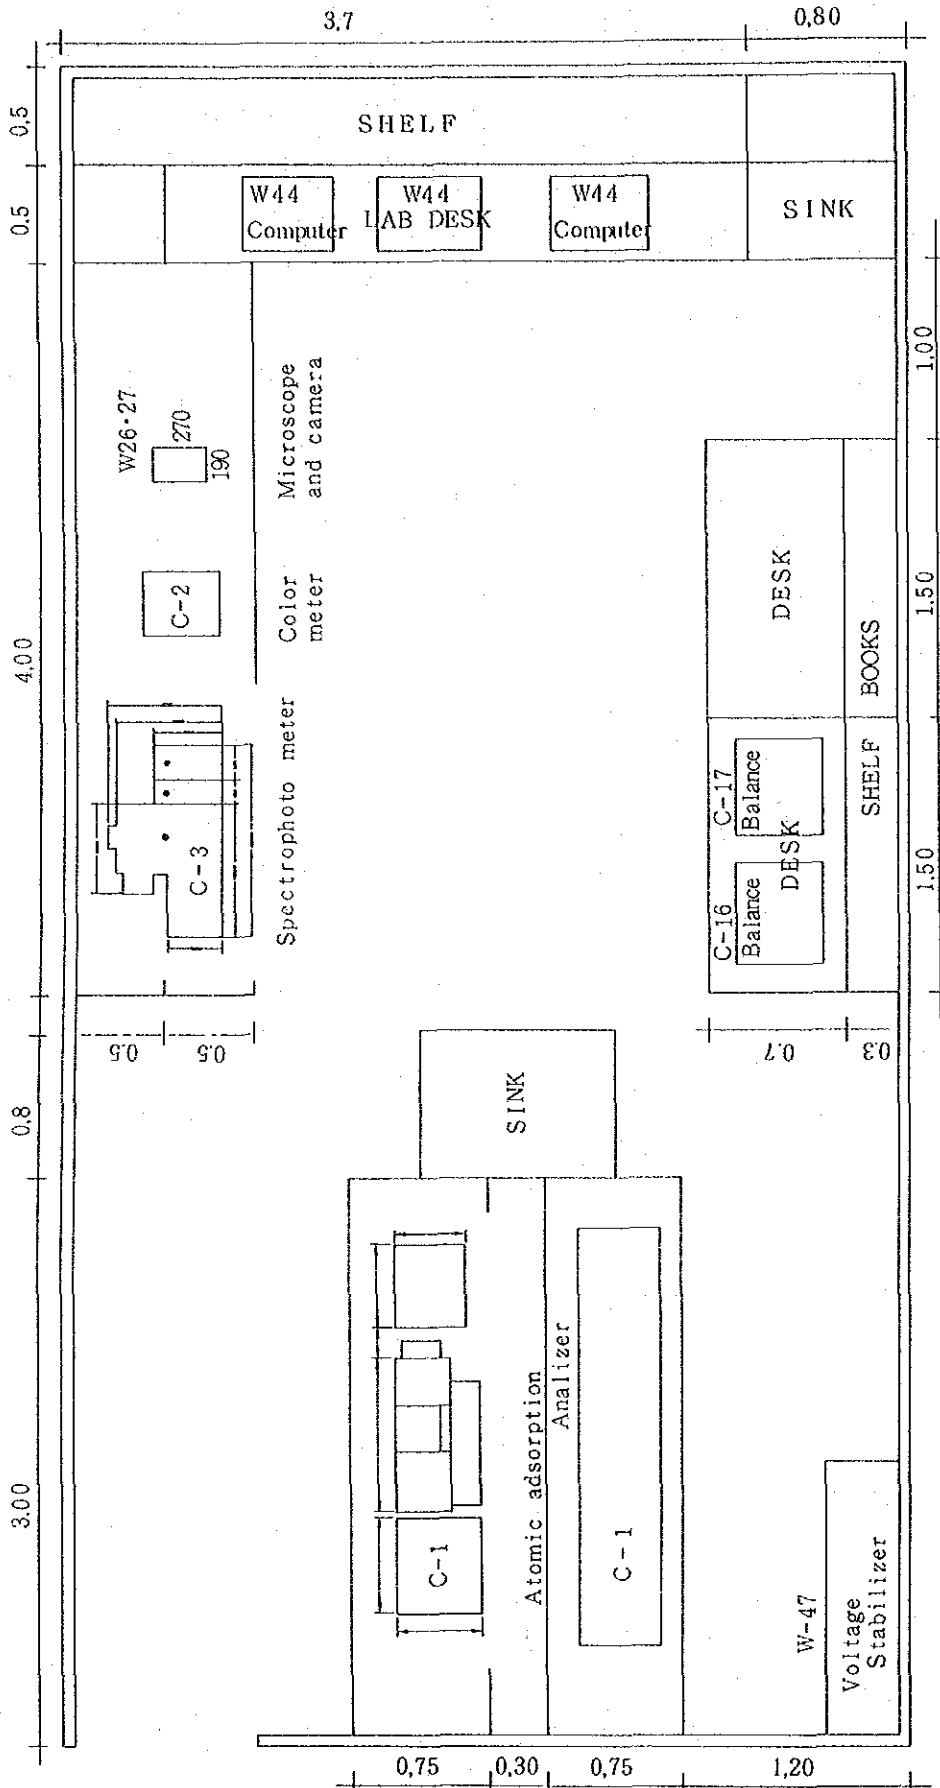 3.7
0.80
0.5
SHELF
0.5
W44
Computer
W44
LAB DESK
W44
Computer
SINK
1.00
W26·27
270
190
Microscope
and camera
4.00
C-2
Color
meter
DESK
BOOKS
1.50
C-3
Spectrophoto meter
C-17
Balance
C-16
Balance
DESK
SHELF
1.50
0.5
0.5
0.7
0.3
0.8
SINK
3.00
C-1
Atomic adsorption
Analizer
C-1
W-47
Voltage
Stabilizer
0,75
0,30
0,75
1,20